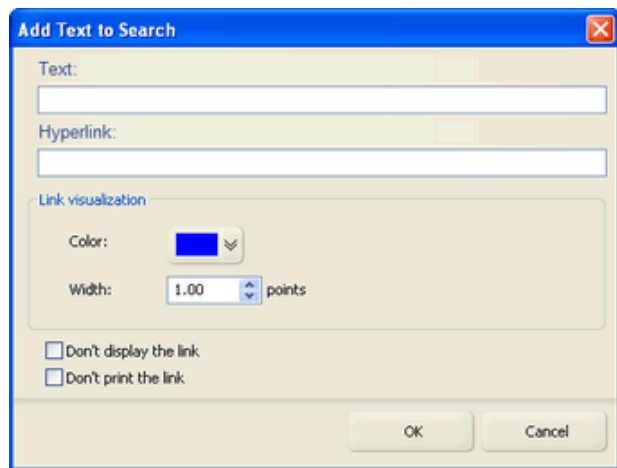 Add Text to Search
Text:
Hyperlink:
Link visualization
Color:
Width: 1.00 points
Don't display the link
Don't print the link
OK Cancel